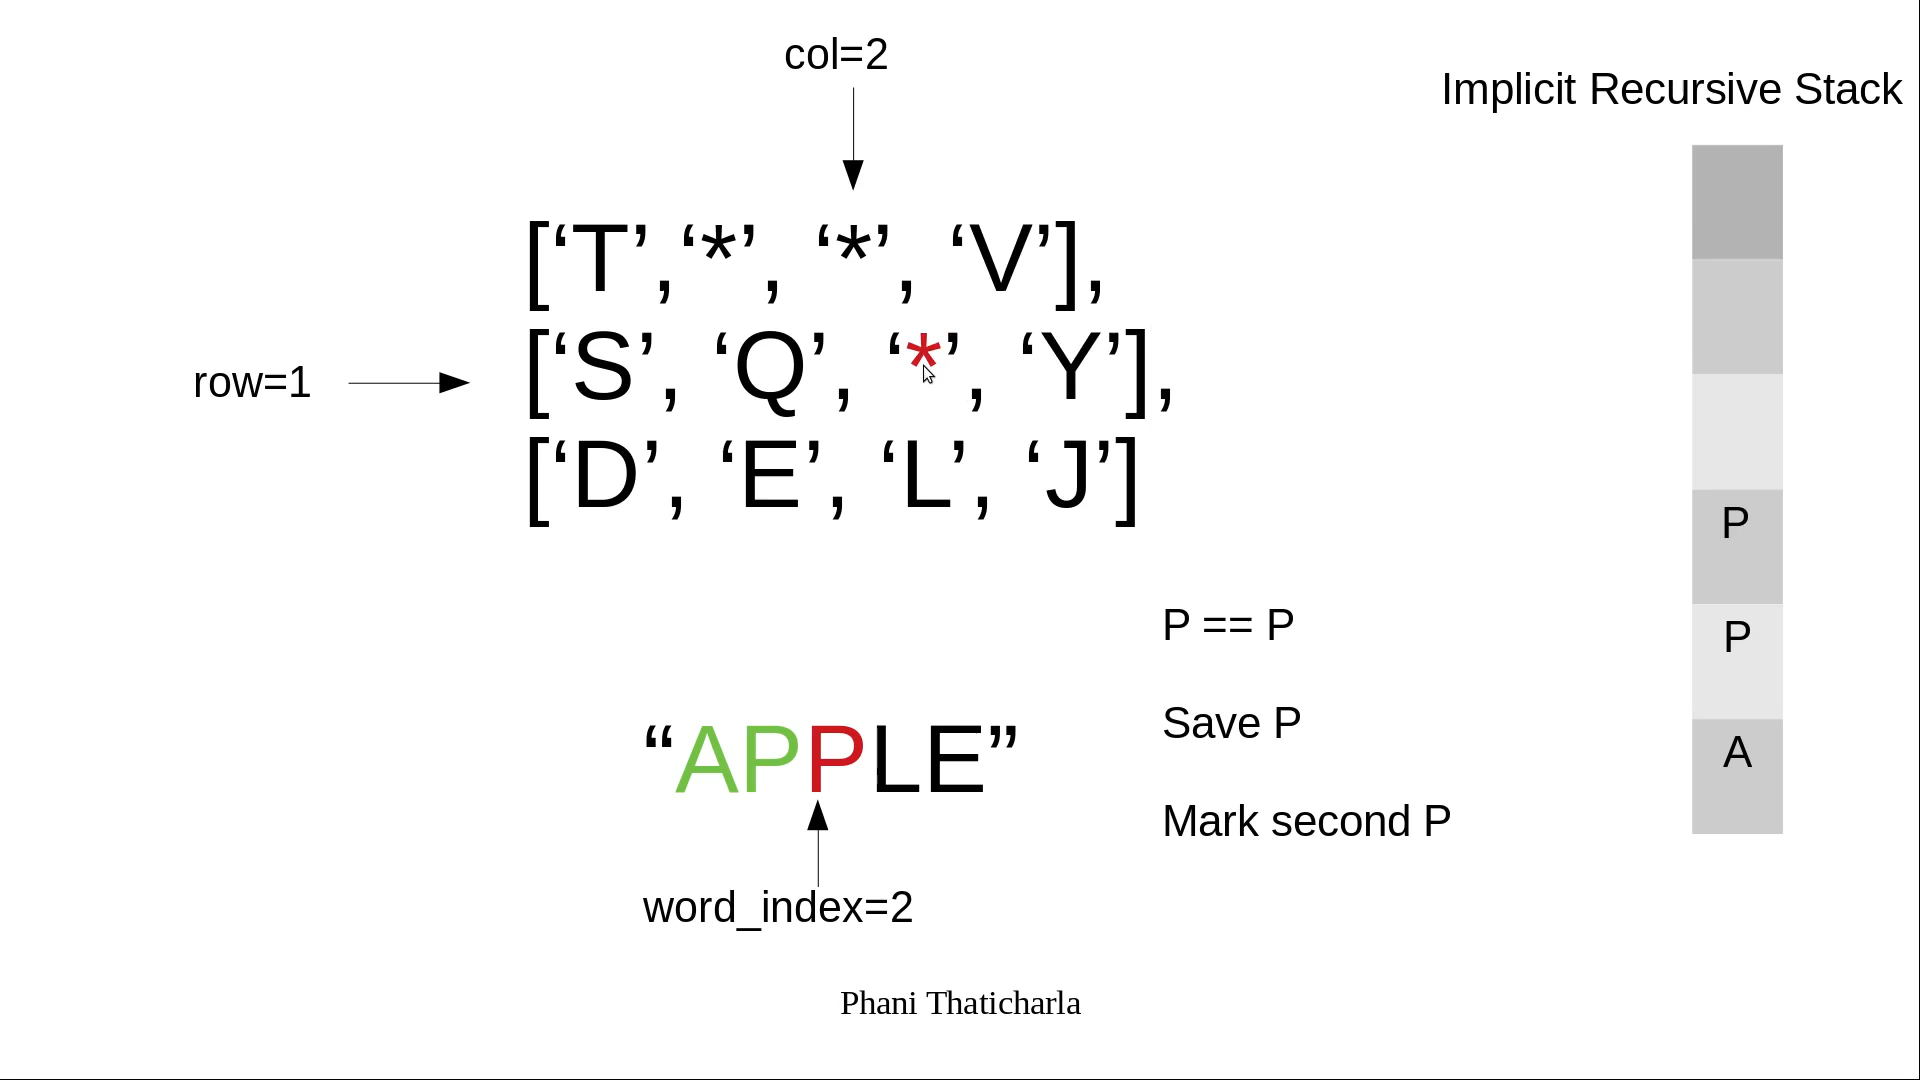 col=2
Implicit Recursive Stack
[‘T’,‘*’, ‘*’, ‘V’],
row=1
[‘S’, ‘Q’, ‘*’, ‘Y’],
[‘D’, ‘E’, ‘L’, ‘J’]
P
P == P
P
Save P
“APPLE”
A
Mark second P
word_index=2
Phani Thaticharla